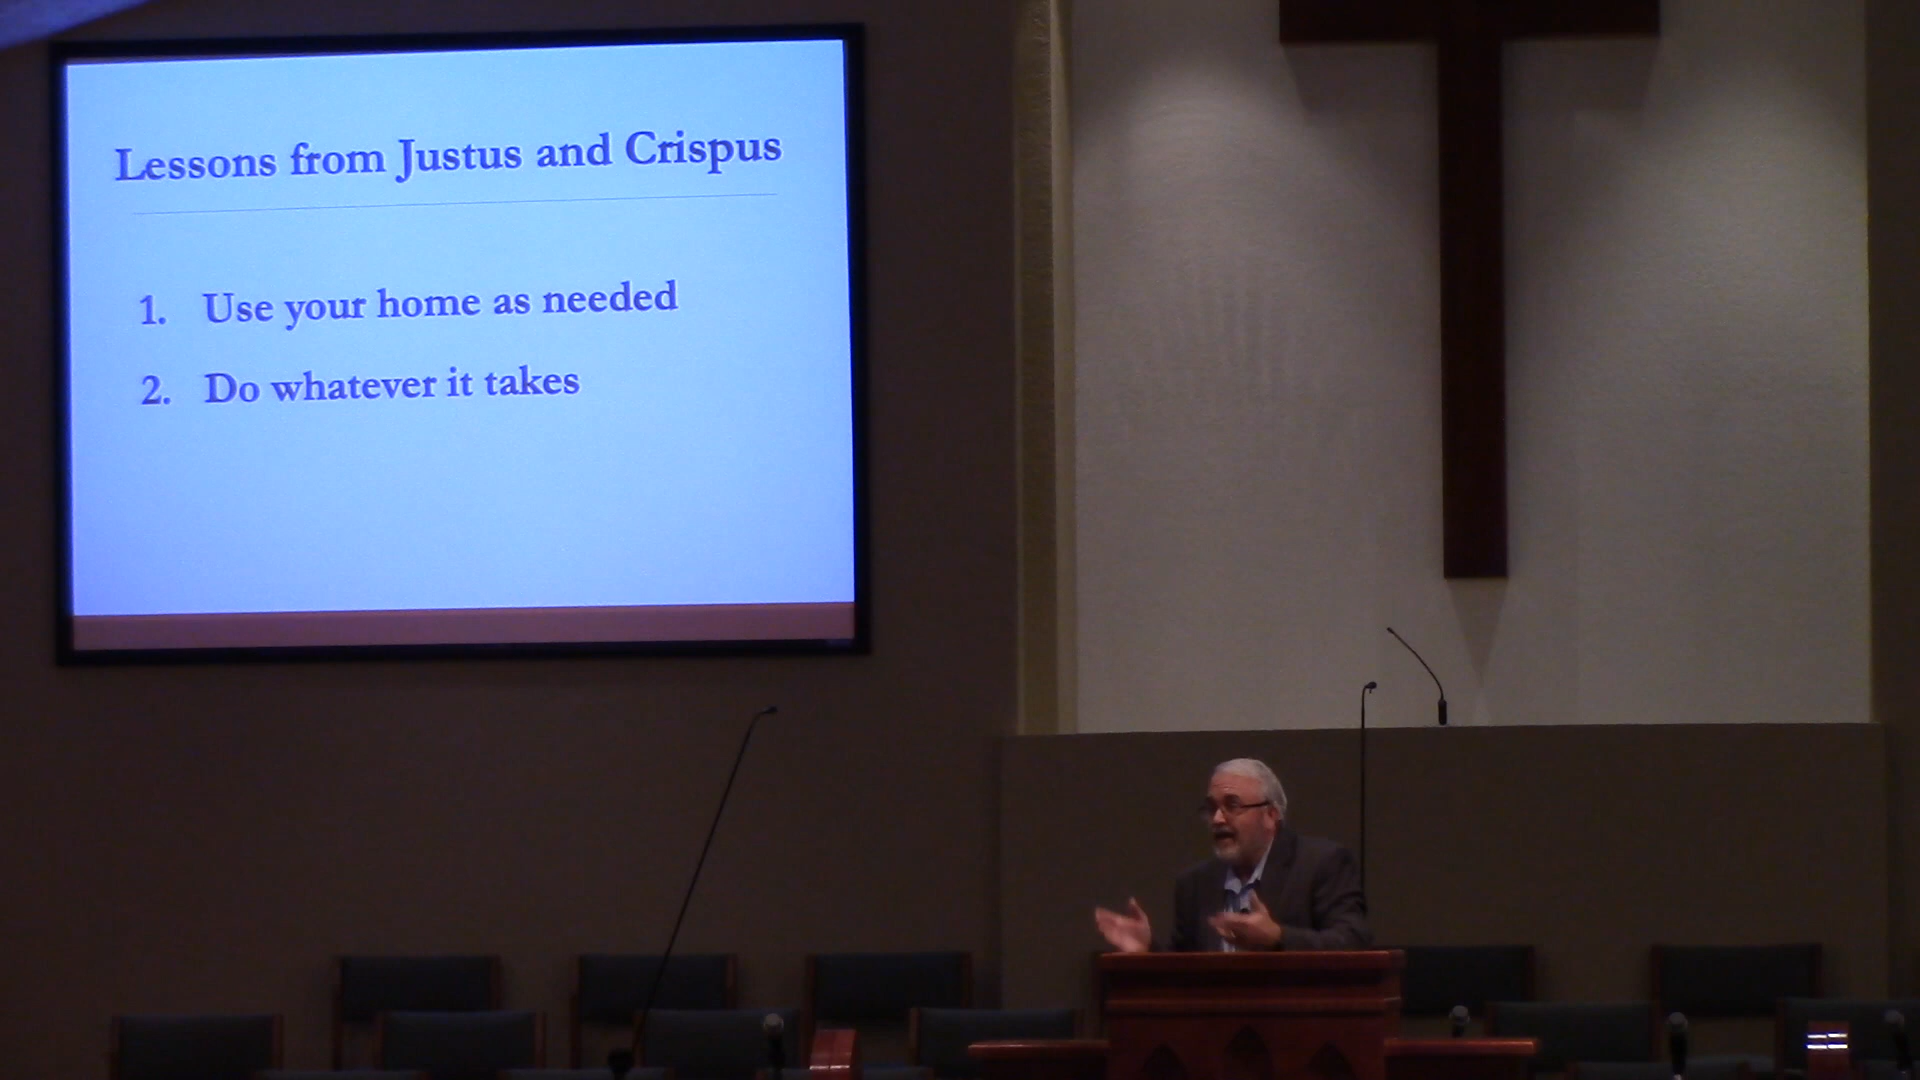 Lessons from Justus and Crispus
1. Use your home as needed
2. Do whatever it takes